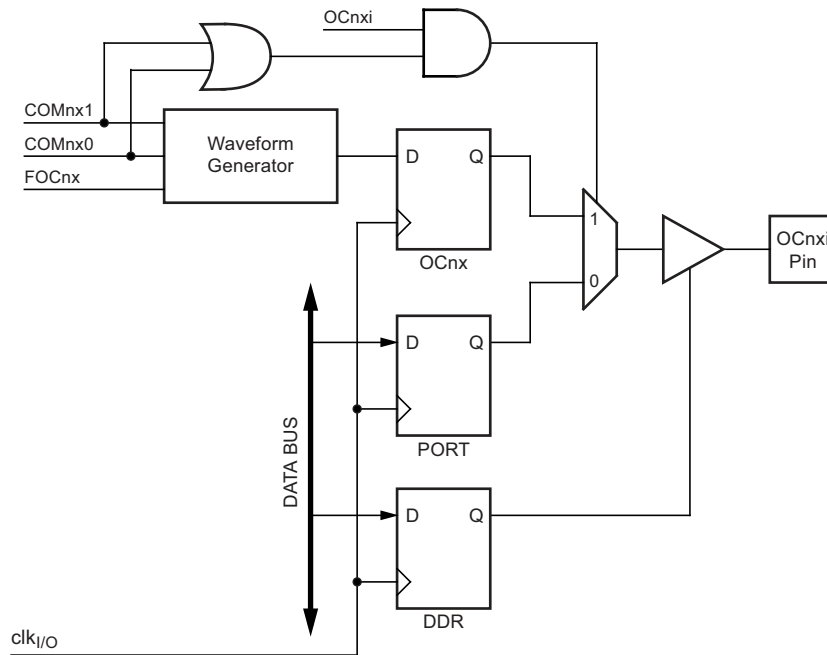 OCnxi
COMnx1
COMnx0
FOCnx
Waveform
Generator
D
Q
OCnx
1
0
OCnxi
Pin
D
Q
PORT
DATA BUS
D
Q
DDR
clkI/O